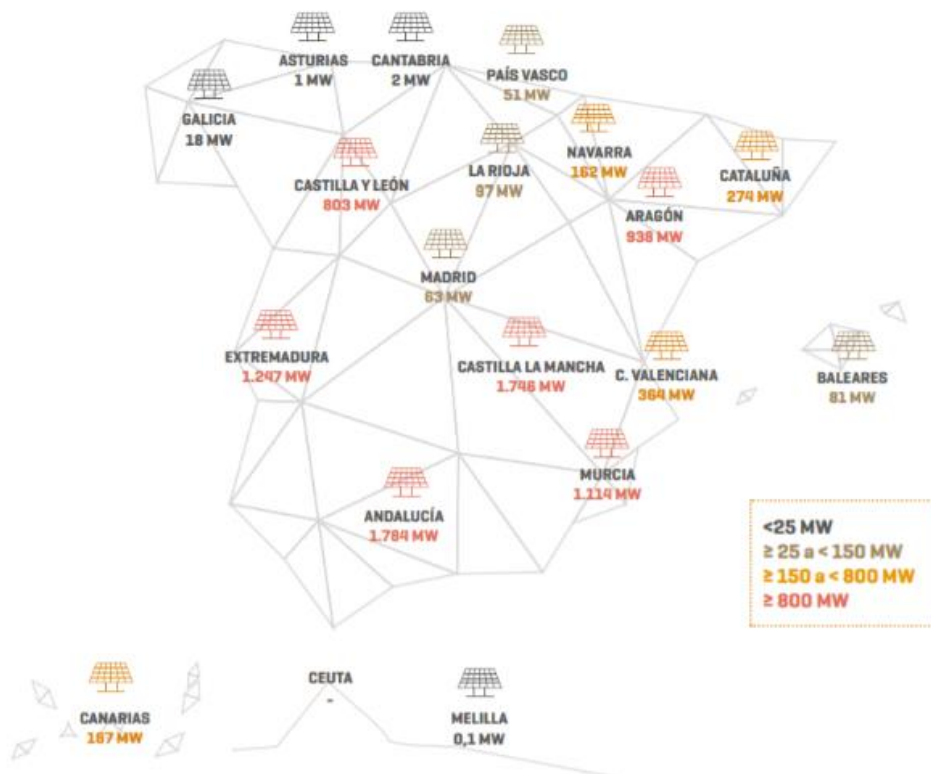 ASTURIAS
1 MW
CANTABRIA
2 MW
PAÍS VASCO
51 MW
GALICIA
18 MW
CASTILLA Y LEÓN
803 MW
LA RIOJA
97 MW
NAVARRA
162 MW
CATALUÑA
274 MW
ARAGÓN
938 MW
MADRID
63 MW
EXTREMADURA
1.247 MW
CASTILLA LA MANCHA
1.746 MW
C. VALENCIANA
364 MW
BALEARES
81 MW
MURCIA
1.114 MW
ANDALUCÍA
1.784 MW
<25 MW
≥ 25 a < 150 MW
≥ 150 a < 800 MW
≥ 800 MW
CANARIAS
167 MW
CEUTA
-
MELILLA
0,1 MW